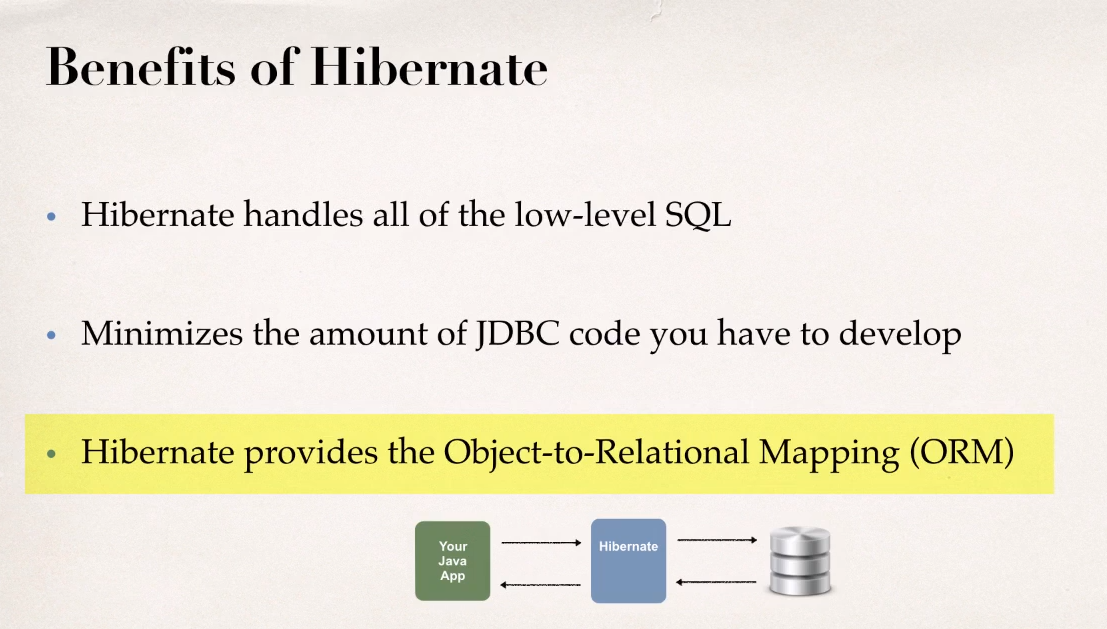 Benefits of Hibernate
• Hibernate handles all of the low-level SQL
• Minimizes the amount of JDBC code you have to develop
• Hibernate provides the Object-to-Relational Mapping (ORM)
Your
Java
App
Hibernate